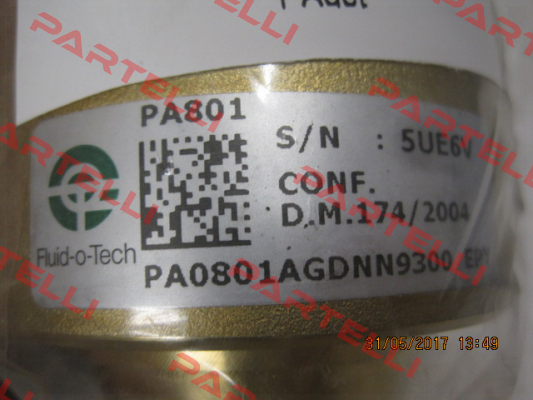 PA801
S/N : 5UE6V
CONF.
D.M.174/2004
Fluid-o-Tech
PA0801AGDNN9300
31/05/2017 13:49
PARTELLI
PARTELLI
PARTELLI
PARTELLI
PARTELLI